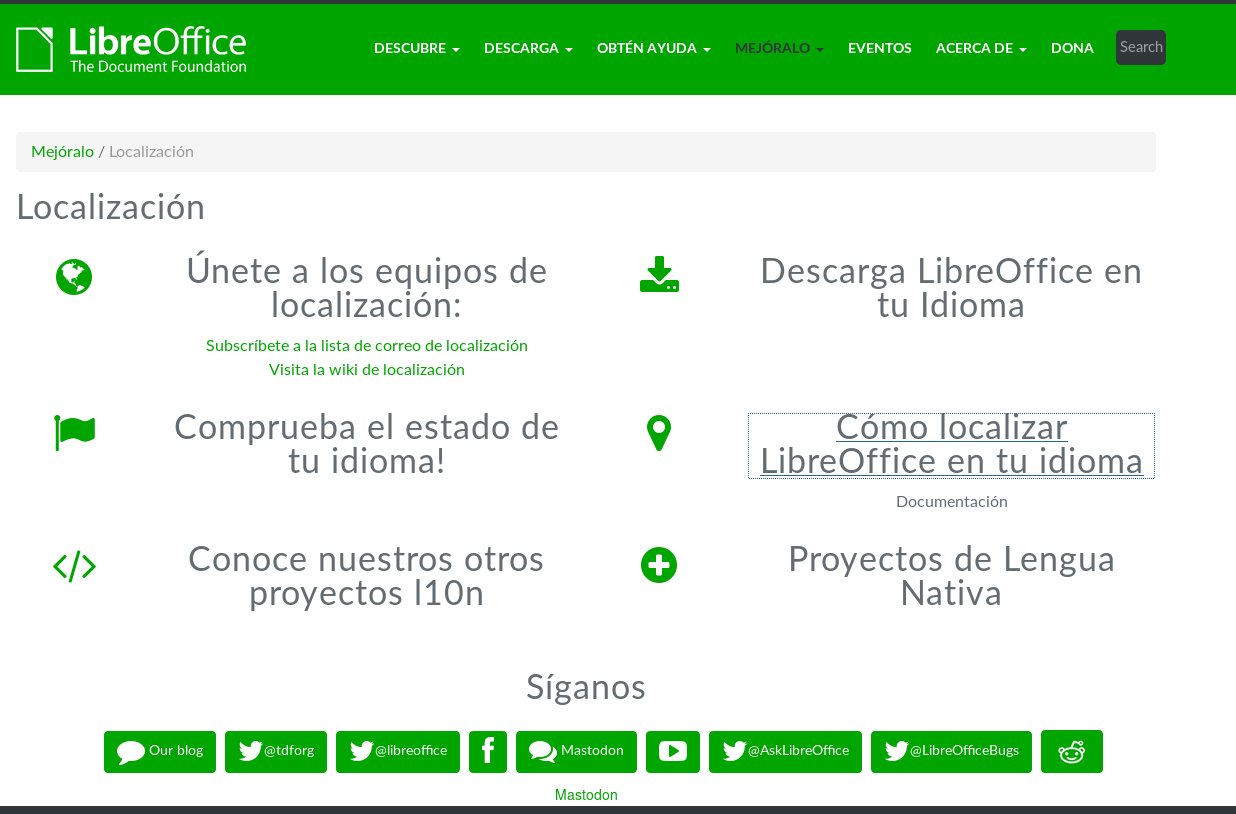 LibreOffice
The Document Foundation
DESCUBRE
DESCARGA
OBTÉN AYUDA
MEJÓRALO
EVENTOS
ACERCA DE
DONA
Search
Mejóralo / Localización
Localización
Únete a los equipos de
localización:
Subscríbete a la lista de correo de localización
Visita la wiki de localización
Descarga LibreOffice en
tu Idioma
Comprueba el estado de
tu idioma!
Cómo localizar
LibreOffice en tu idioma
Documentación
Conoce nuestros otros
proyectos l10n
Proyectos de Lengua
Nativa
Síganos
Our blog
@tdforg
@libreoffice
Mastodon
@AskLibreOffice
@LibreOfficeBugs
Mastodon